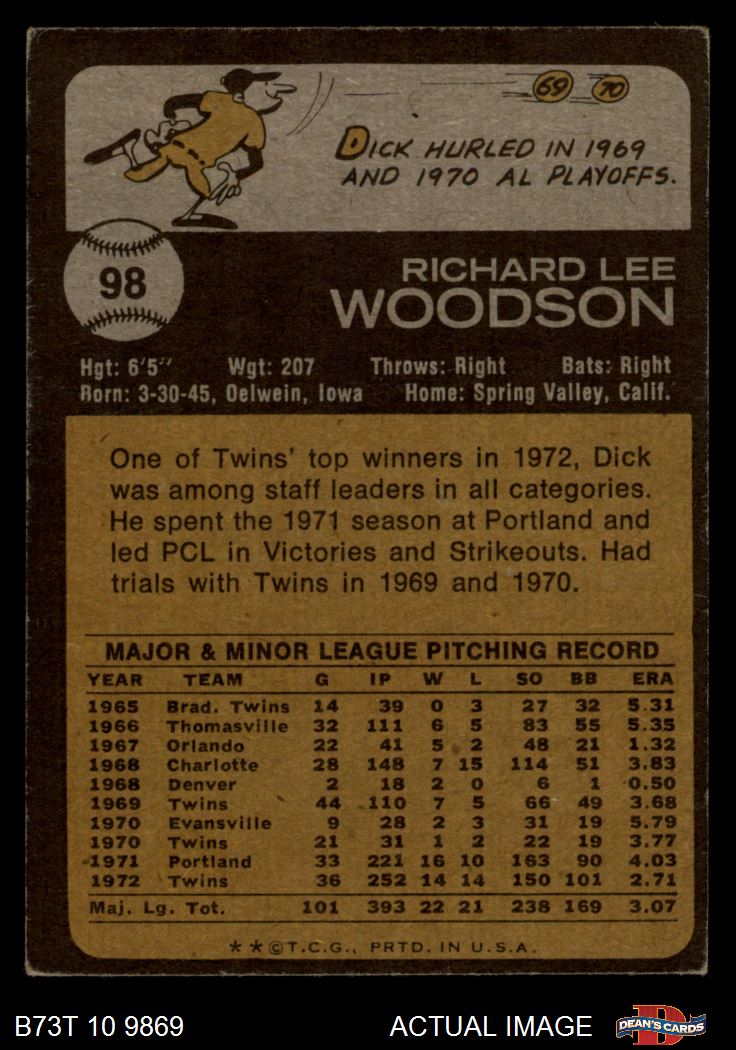 69 70
DICK HURLED IN 1969
AND 1970 AL PLAYOFFS.
98
RICHARD LEE
WOODSON
Hgt: 6'5" Wgt: 207 Throws: Right Bats: Right
Born: 3-30-45, Oelwein, Iowa Home: Spring Valley, Calif.
One of Twins' top winners in 1972, Dick
was among staff leaders in all categories.
He spent the 1971 season at Portland and
led PCL in Victories and Strikeouts. Had
trials with Twins in 1969 and 1970.
MAJOR & MINOR LEAGUE PITCHING RECORD
YEAR TEAM G IP W L SO BB ERA
1965 Brad. Twins 14 39 0 3 27 32 5.31
1966 Thomasville 32 111 6 5 83 55 5.35
1967 Orlando 22 41 5 2 48 21 1.32
1968 Charlotte 28 148 7 15 114 51 3.83
1968 Denver 2 18 2 0 6 1 0.50
1969 Twins 44 110 7 5 66 49 3.68
1970 Evansville 9 28 2 3 31 19 5.79
1970 Twins 21 31 1 2 22 19 3.77
1971 Portland 33 221 16 10 163 90 4.03
1972 Twins 36 252 14 14 150 101 2.71
Maj. Lg. Tot. 101 393 22 21 238 169 3.07
**©T.C.G., PRTD. IN U.S.A.
B73T 10 9869 ACTUAL IMAGE D DEAN'S CARDS